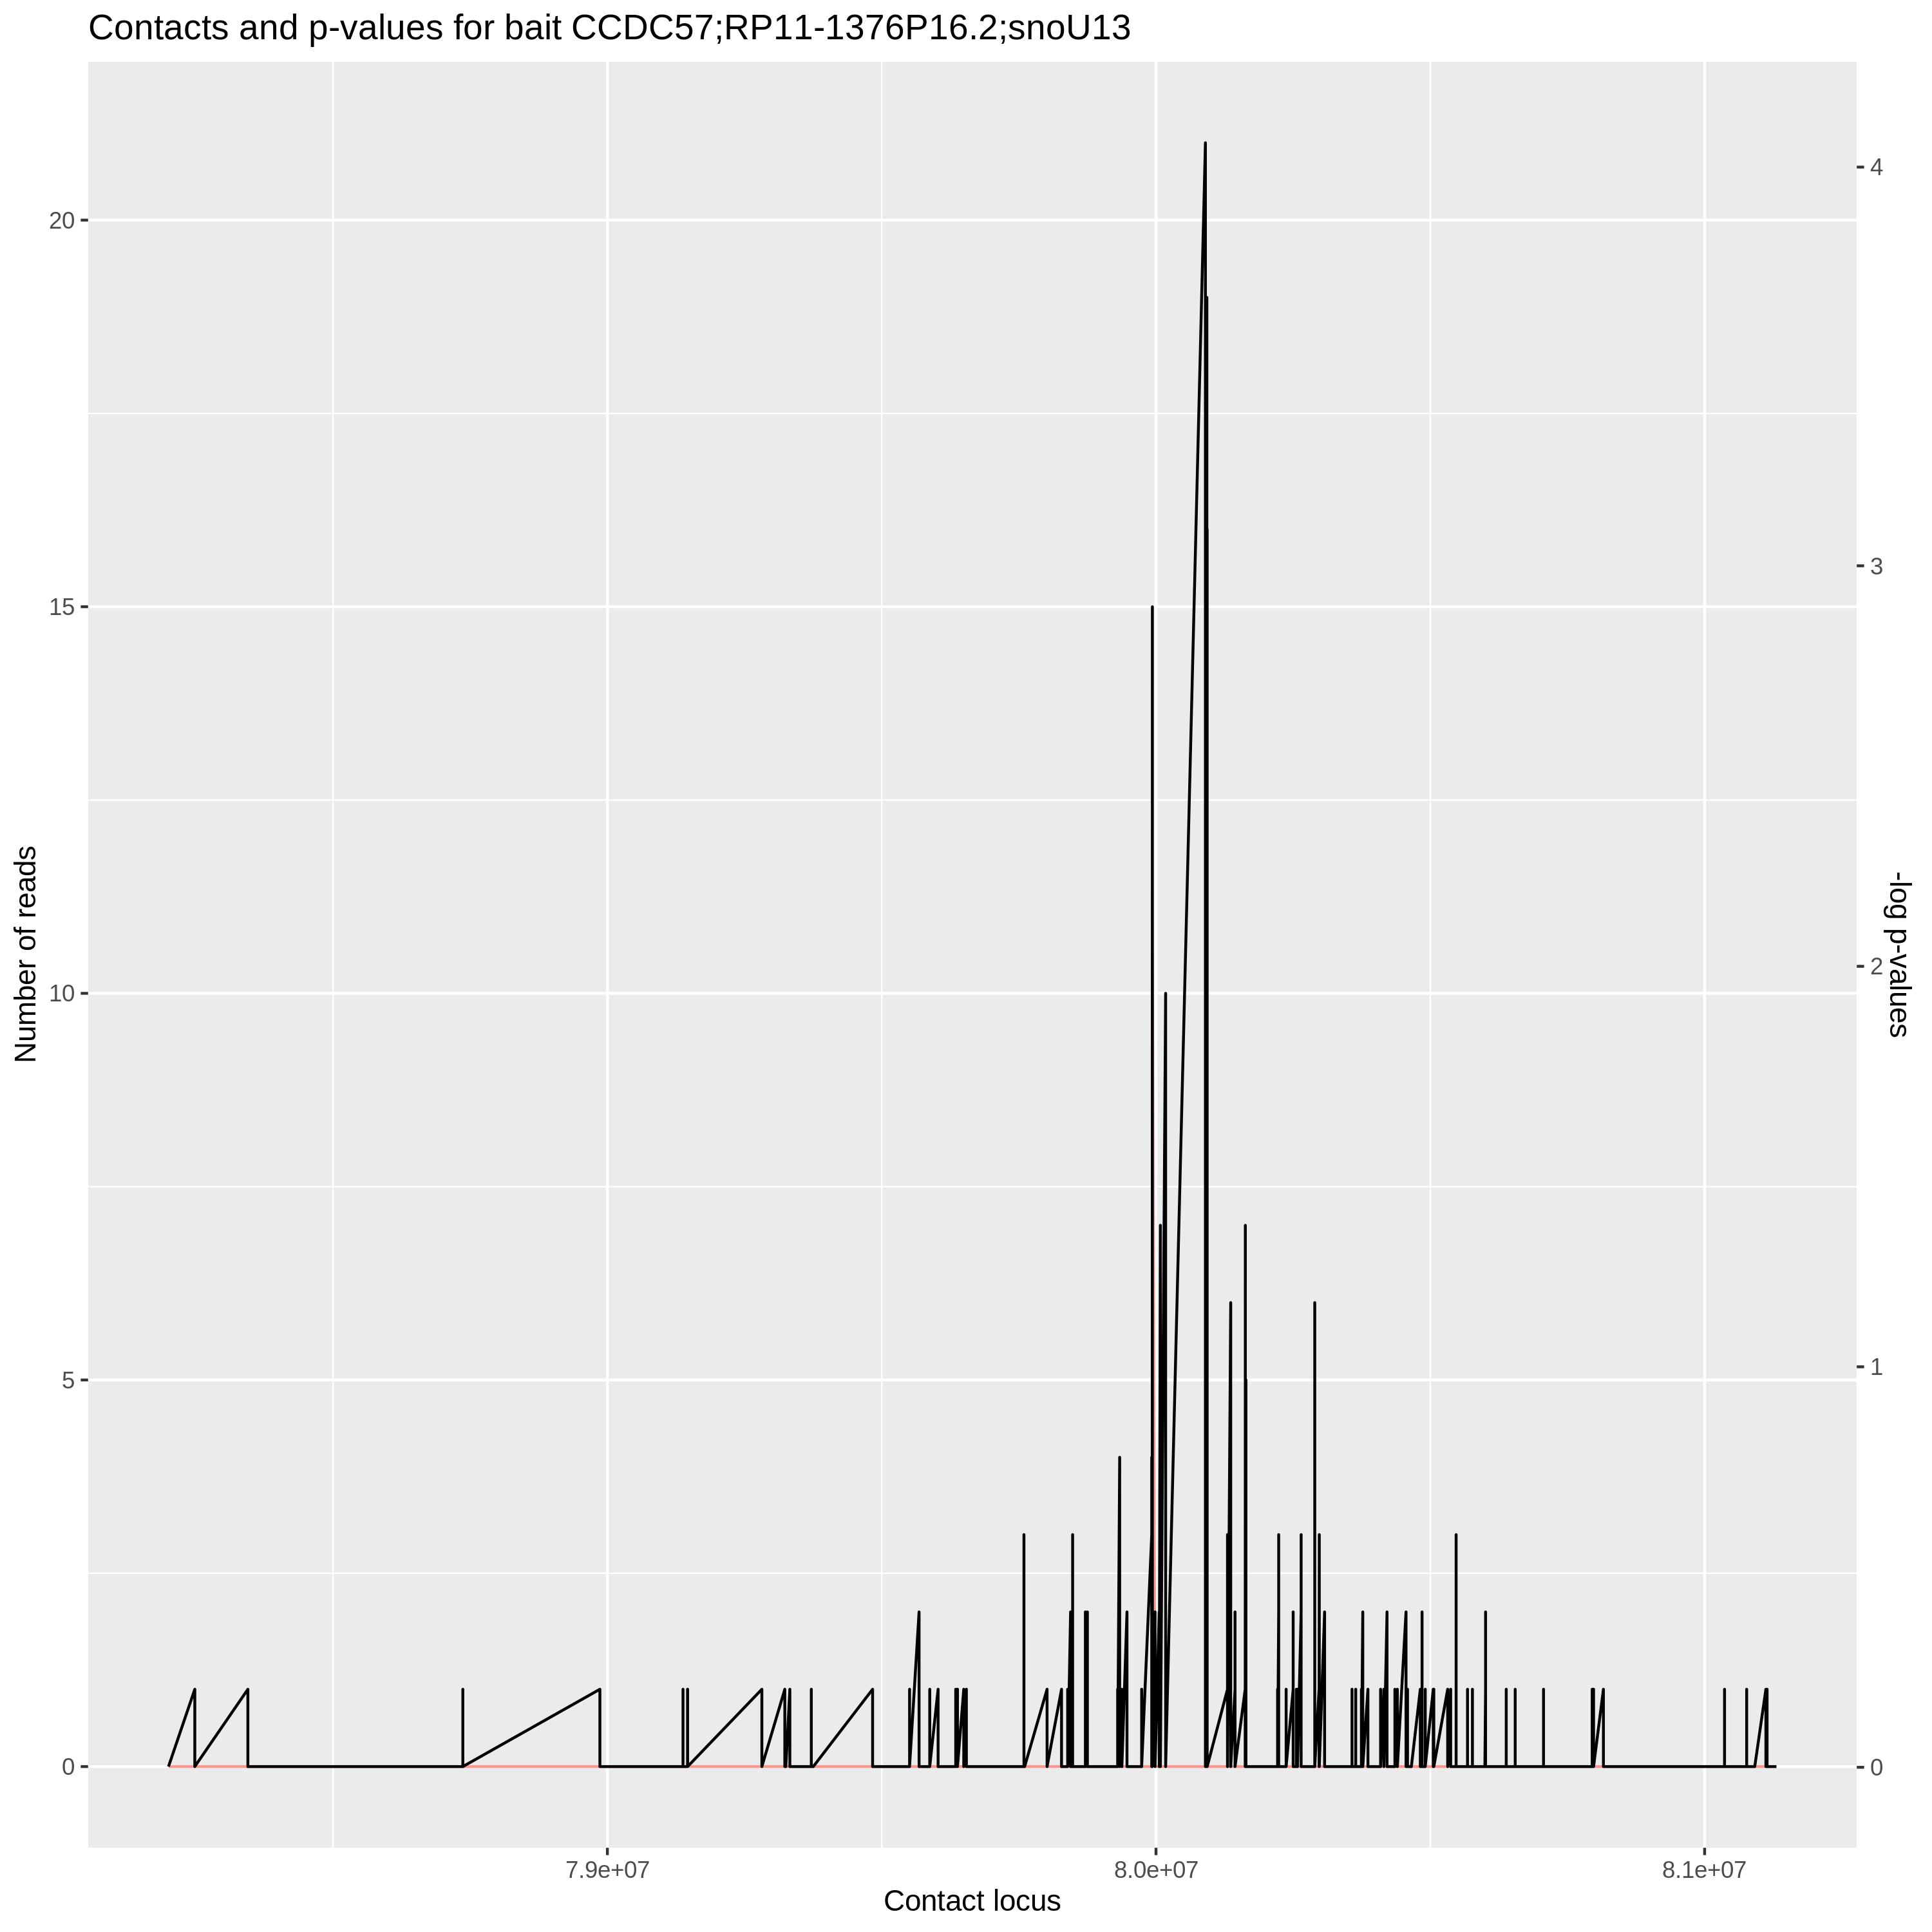 Contacts and p-values for bait CCDC57;RP11-1376P16.2;snoU13
Number of reads
20
15
10
5
0
4
3
2
1
0
-log p-values
7.9e+07
8.0e+07
8.1e+07
Contact locus